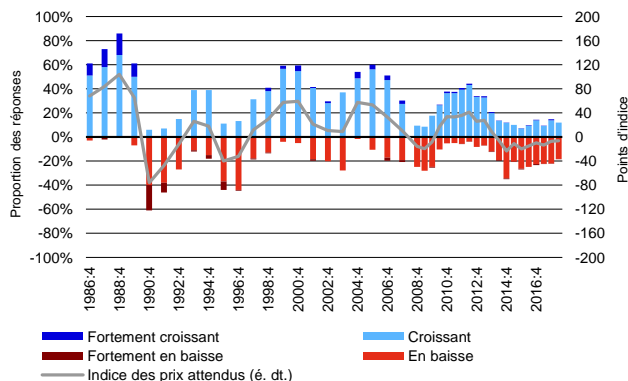 100% 200
80% 160
60% 120
40% 80
20% 40
0% 0
-20% -40
-40% -80
-60% -120
-80% -160
-100% -200
Proportion des réponses
Points d'indice
1986:4 1988:4 1990:4 1992:4 1994:4 1996:4 1998:4 2000:4 2002:4 2004:4 2006:4 2008:4 2010:4 2012:4 2014:4 2016:4
Fortement croissant Croissant
Fortement en baisse En baisse
Indice des prix attendus (é. dt.)